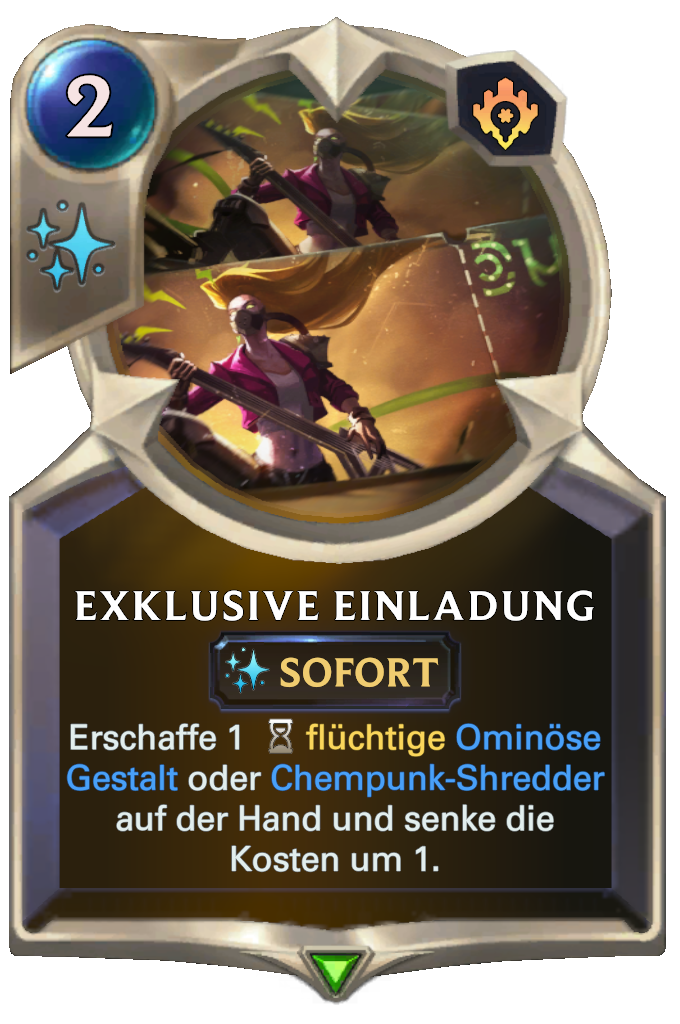 2
EXKLUSIVE EINLADUNG
SOFORT
Erschaffe 1 flüchtige Ominöse
Gestalt oder Chempunk-Shredder
auf der Hand und senke die
Kosten um 1.